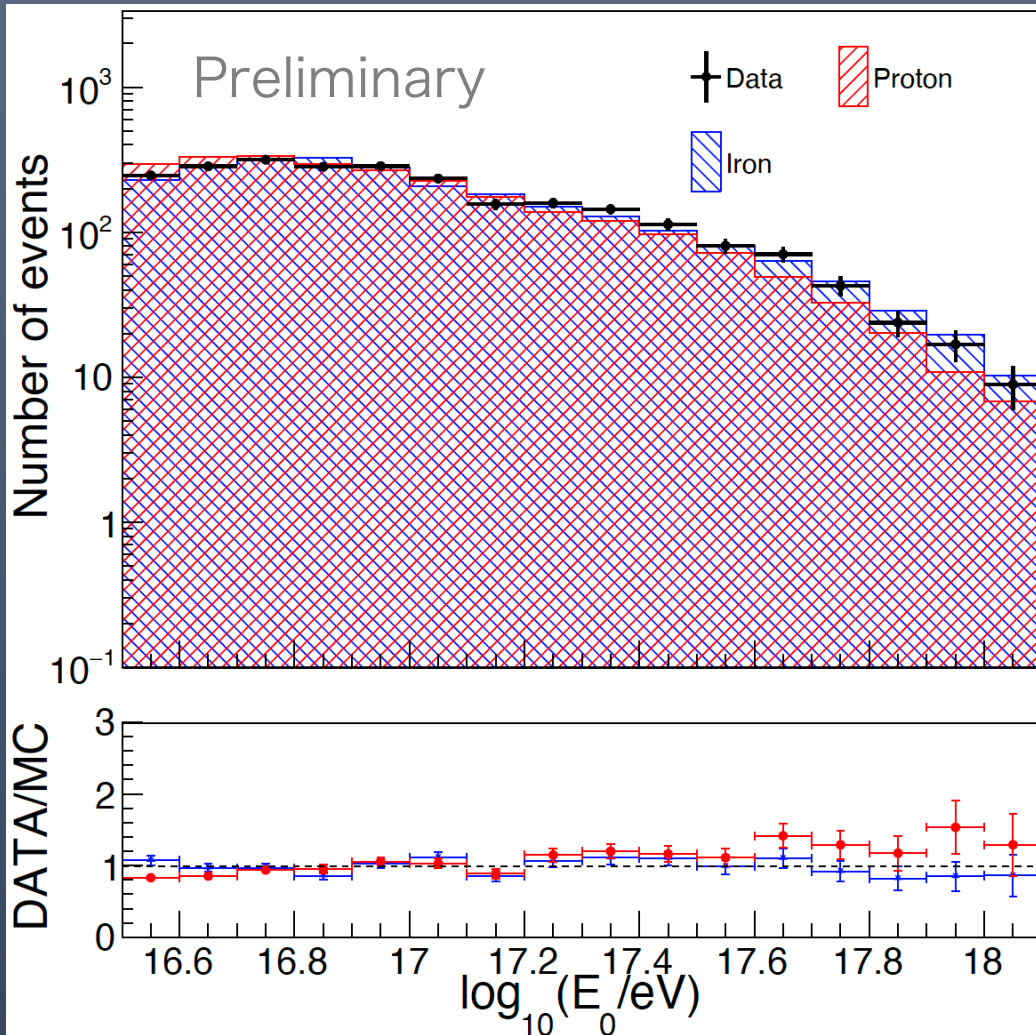 Preliminary
Data
Proton
Iron
Number of events
10³
10²
10
1
10⁻¹
DATA/MC
3
2
1
0
16.6 16.8 17 17.2 17.4 17.6 17.8 18
log₁₀(E₀/eV)